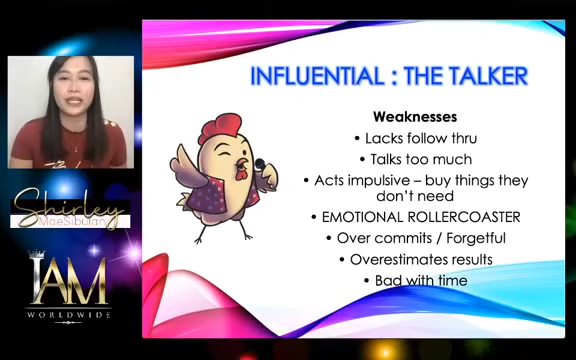 INFLUENTIAL : THE TALKER
Weaknesses
• Lacks follow thru
• Talks too much
• Acts impulsive – buy things they
don't need
• EMOTIONAL ROLLERCOASTER
• Over commits / Forgetful
• Overestimates results
• Bad with time
Shirley
MaeSibulan
IAM
WORLDWIDE